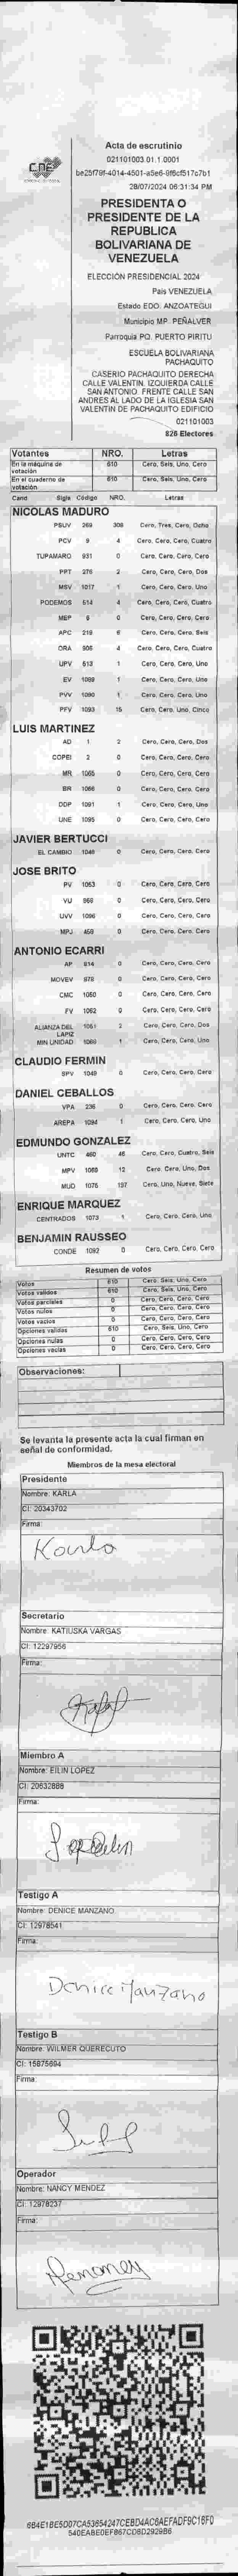 CNE
Acta de escrutinio
021101003.01.1.0001
be25f79f-4014-4501-a5e6-9f6cf517c7b1
28/07/2024 06:31:34 PM
PRESIDENTA O
PRESIDENTE DE LA
REPUBLICA
BOLIVARIANA DE
VENEZUELA
ELECCIÓN PRESIDENCIAL 2024
País VENEZUELA
Estado EDO. ANZOATEGUI
Municipio MP. PEÑALVER
Parroquia PQ. PUERTO PIRITU
ESCUELA BOLIVARIANA
PACHAQUITO
CASERIO PACHAQUITO DERECHA
CALLE VALENTIN. IZQUIERDA CALLE
SAN ANTONIO. FRENTE CALLE SAN
ANDRES AL LADO DE LA IGLESIA SAN
VALENTIN DE PACHAQUITO EDIFICIO
021101003
826 Electores
Votantes NRO. Letras
En la máquina de votación 610 Cero, Seis, Uno, Cero
En el cuaderno de votación 610 Cero, Seis, Uno, Cero
Cand. Sigla Código NRO. Letras
NICOLAS MADURO
PSUV 269 308 Cero, Tres, Cero, Ocho
PCV 9 4 Cero, Cero, Cero, Cuatro
TUPAMARO 931 0 Cero, Cero, Cero, Cero
PPT 276 2 Cero, Cero, Cero, Dos
MSV 1017 1 Cero, Cero, Cero, Uno
PODEMOS 514 4 Cero, Cero, Cero, Cuatro
MEP 6 0 Cero, Cero, Cero, Cero
APC 219 6 Cero, Cero, Cero, Seis
ORA 905 4 Cero, Cero, Cero, Cuatro
UPV 513 1 Cero, Cero, Cero, Uno
EV 1089 1 Cero, Cero, Cero, Uno
PVV 1090 1 Cero, Cero, Cero, Uno
PFV 1093 15 Cero, Cero, Uno, Cinco
LUIS MARTINEZ
AD 1 2 Cero, Cero, Cero, Dos
COPEI 2 0 Cero, Cero, Cero, Cero
MR 1065 0 Cero, Cero, Cero, Cero
BR 1066 0 Cero, Cero, Cero, Cero
DDP 1091 1 Cero, Cero, Cero, Uno
UNE 1095 0 Cero, Cero, Cero, Cero
JAVIER BERTUCCI
EL CAMBIO 1048 0 Cero, Cero, Cero, Cero
JOSE BRITO
PV 1053 0 Cero, Cero, Cero, Cero
VU 968 0 Cero, Cero, Cero, Cero
UVV 1096 0 Cero, Cero, Cero, Cero
MPJ 459 0 Cero, Cero, Cero, Cero
ANTONIO ECARRI
AP 814 0 Cero, Cero, Cero, Cero
MOVEV 978 0 Cero, Cero, Cero, Cero
CMC 1050 0 Cero, Cero, Cero, Cero
FV 1062 0 Cero, Cero, Cero, Cero
ALIANZA DEL LAPIZ 1051 2 Cero, Cero, Cero, Dos
MIN UNIDAD 1069 1 Cero, Cero, Cero, Uno
CLAUDIO FERMIN
SPV 1049 0 Cero, Cero, Cero, Cero
DANIEL CEBALLOS
VPA 236 0 Cero, Cero, Cero, Cero
AREPA 1094 1 Cero, Cero, Cero, Uno
EDMUNDO GONZALEZ
UNTC 460 46 Cero, Cero, Cuatro, Seis
MPV 1069 12 Cero, Cero, Uno, Dos
MUD 1076 197 Cero, Uno, Nueve, Siete
ENRIQUE MARQUEZ
CENTRADOS 1073 1 Cero, Cero, Cero, Uno
BENJAMIN RAUSSEO
CONDE 1092 0 Cero, Cero, Cero, Cero
Resumen de votos
Votos 610 Cero, Seis, Uno, Cero
Votos validos 610 Cero, Seis, Uno, Cero
Votos parciales 0 Cero, Cero, Cero, Cero
Votos nulos 0 Cero, Cero, Cero, Cero
Votos vacios 0 Cero, Cero, Cero, Cero
Opciones validas 610 Cero, Seis, Uno, Cero
Opciones nulas 0 Cero, Cero, Cero, Cero
Opciones vacias 0 Cero, Cero, Cero, Cero
Observaciones:
Se levanta la presente acta la cual firman en
señal de conformidad.
Miembros de la mesa electoral
Presidente
Nombre: KARLA
CI: 20343702
Firma:
Karla
Secretario
Nombre: KATIUSKA VARGAS
CI: 12297956
Firma:
Miembro A
Nombre: EILIN LOPEZ
CI: 20632888
Firma:
Testigo A
Nombre: DENICE MANZANO
CI: 12978541
Firma:
Denice Manzano
Testigo B
Nombre: WILMER QUERECUTO
CI: 15875694
Firma:
Operador
Nombre: NANCY MENDEZ
CI: 12978237
Firma:
6B4E1BE5D07CA53654247CEBD4AC6AEFADF9C16F0
540EABE0EF867CD8D2929B6